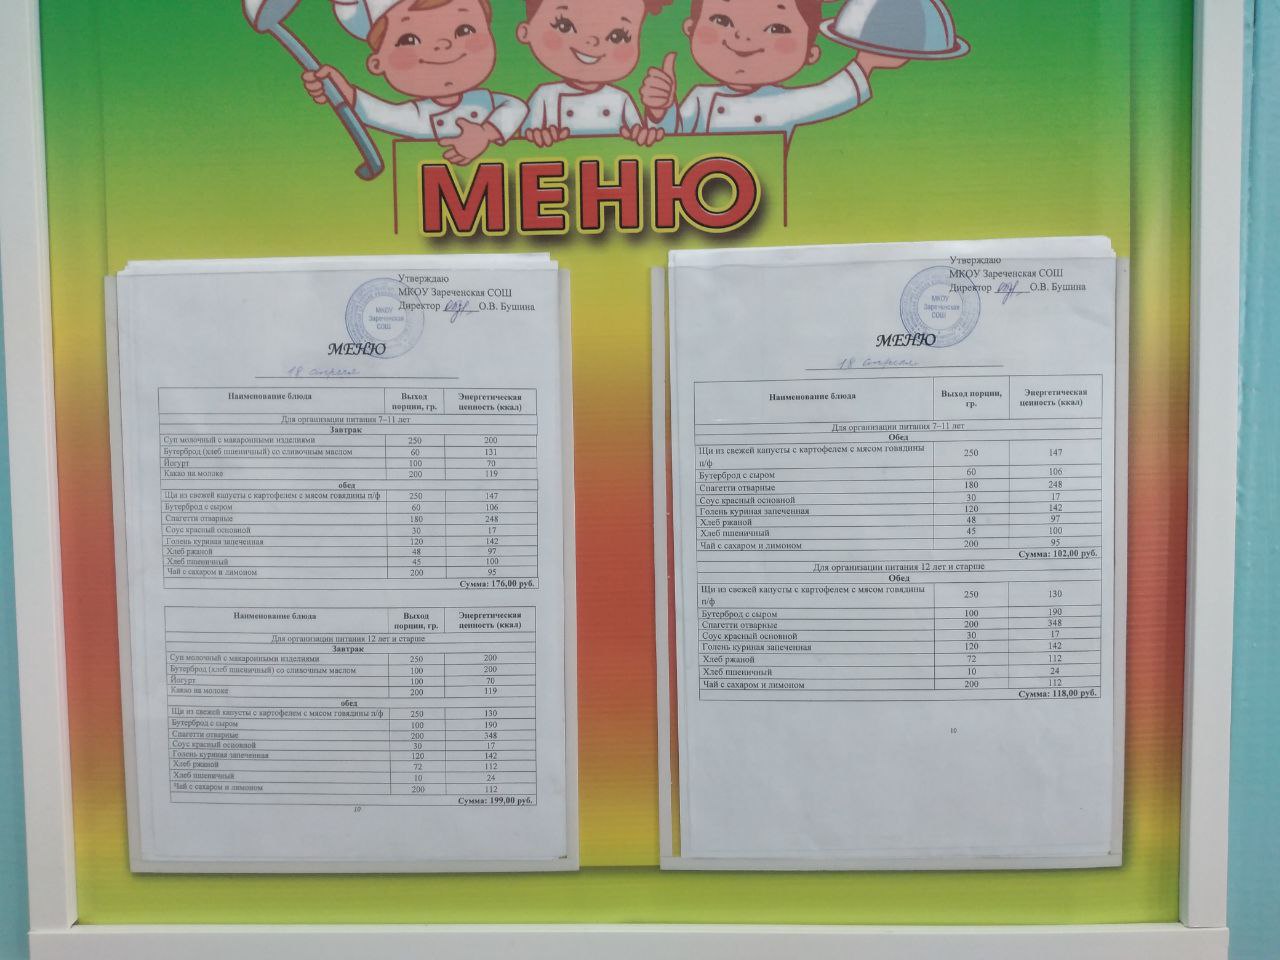 МЕНЮ
Утверждаю
МКОУ Зареченская СОШ
Директор О.В. Бушина
МКОУ
Зареченская
СОШ
МЕНЮ
18 апреля
Наименование блюда Выход порции, гр. Энергетическая ценность (ккал)
Для организации питания 7–11 лет
Завтрак
Суп молочный с макаронными изделиями 250 200
Бутерброд (хлеб пшеничный) со сливочным маслом 60 131
Йогурт 100 70
Какао на молоке 200 119
обед
Щи из свежей капусты с картофелем с мясом говядины п/ф 250 147
Бутерброд с сыром 60 106
Спагетти отварные 180 248
Соус красный основной 30 17
Голень куриная запеченная 120 142
Хлеб ржаной 48 97
Хлеб пшеничный 45 100
Чай с сахаром и лимоном 200 95
Сумма: 176,00 руб.
Наименование блюда Выход порции, гр. Энергетическая ценность (ккал)
Для организации питания 12 лет и старше
Завтрак
Суп молочный с макаронными изделиями 250 200
Бутерброд (хлеб пшеничный) со сливочным маслом 100 200
Йогурт 100 70
Какао на молоке 200 119
обед
Щи из свежей капусты с картофелем с мясом говядины п/ф 250 130
Бутерброд с сыром 100 190
Спагетти отварные 200 348
Соус красный основной 30 17
Голень куриная запеченная 120 142
Хлеб ржаной 72 112
Хлеб пшеничный 10 24
Чай с сахаром и лимоном 200 112
Сумма: 199,00 руб.
10
Утверждаю
МКОУ Зареченская СОШ
Директор О.В. Бушина
МКОУ
Зареченская
СОШ
МЕНЮ
18 апреля
Наименование блюда Выход порции, гр. Энергетическая ценность (ккал)
Для организации питания 7–11 лет
Обед
Щи из свежей капусты с картофелем с мясом говядины
п/ф 250 147
Бутерброд с сыром 60 106
Спагетти отварные 180 248
Соус красный основной 30 17
Голень куриная запеченная 120 142
Хлеб ржаной 48 97
Хлеб пшеничный 45 100
Чай с сахаром и лимоном 200 95
Сумма: 102,00 руб.
Для организации питания 12 лет и старше
Обед
Щи из свежей капусты с картофелем с мясом говядины
п/ф 250 130
Бутерброд с сыром 100 190
Спагетти отварные 200 348
Соус красный основной 30 17
Голень куриная запеченная 120 142
Хлеб ржаной 72 112
Хлеб пшеничный 10 24
Чай с сахаром и лимоном 200 112
Сумма: 118,00 руб.
10